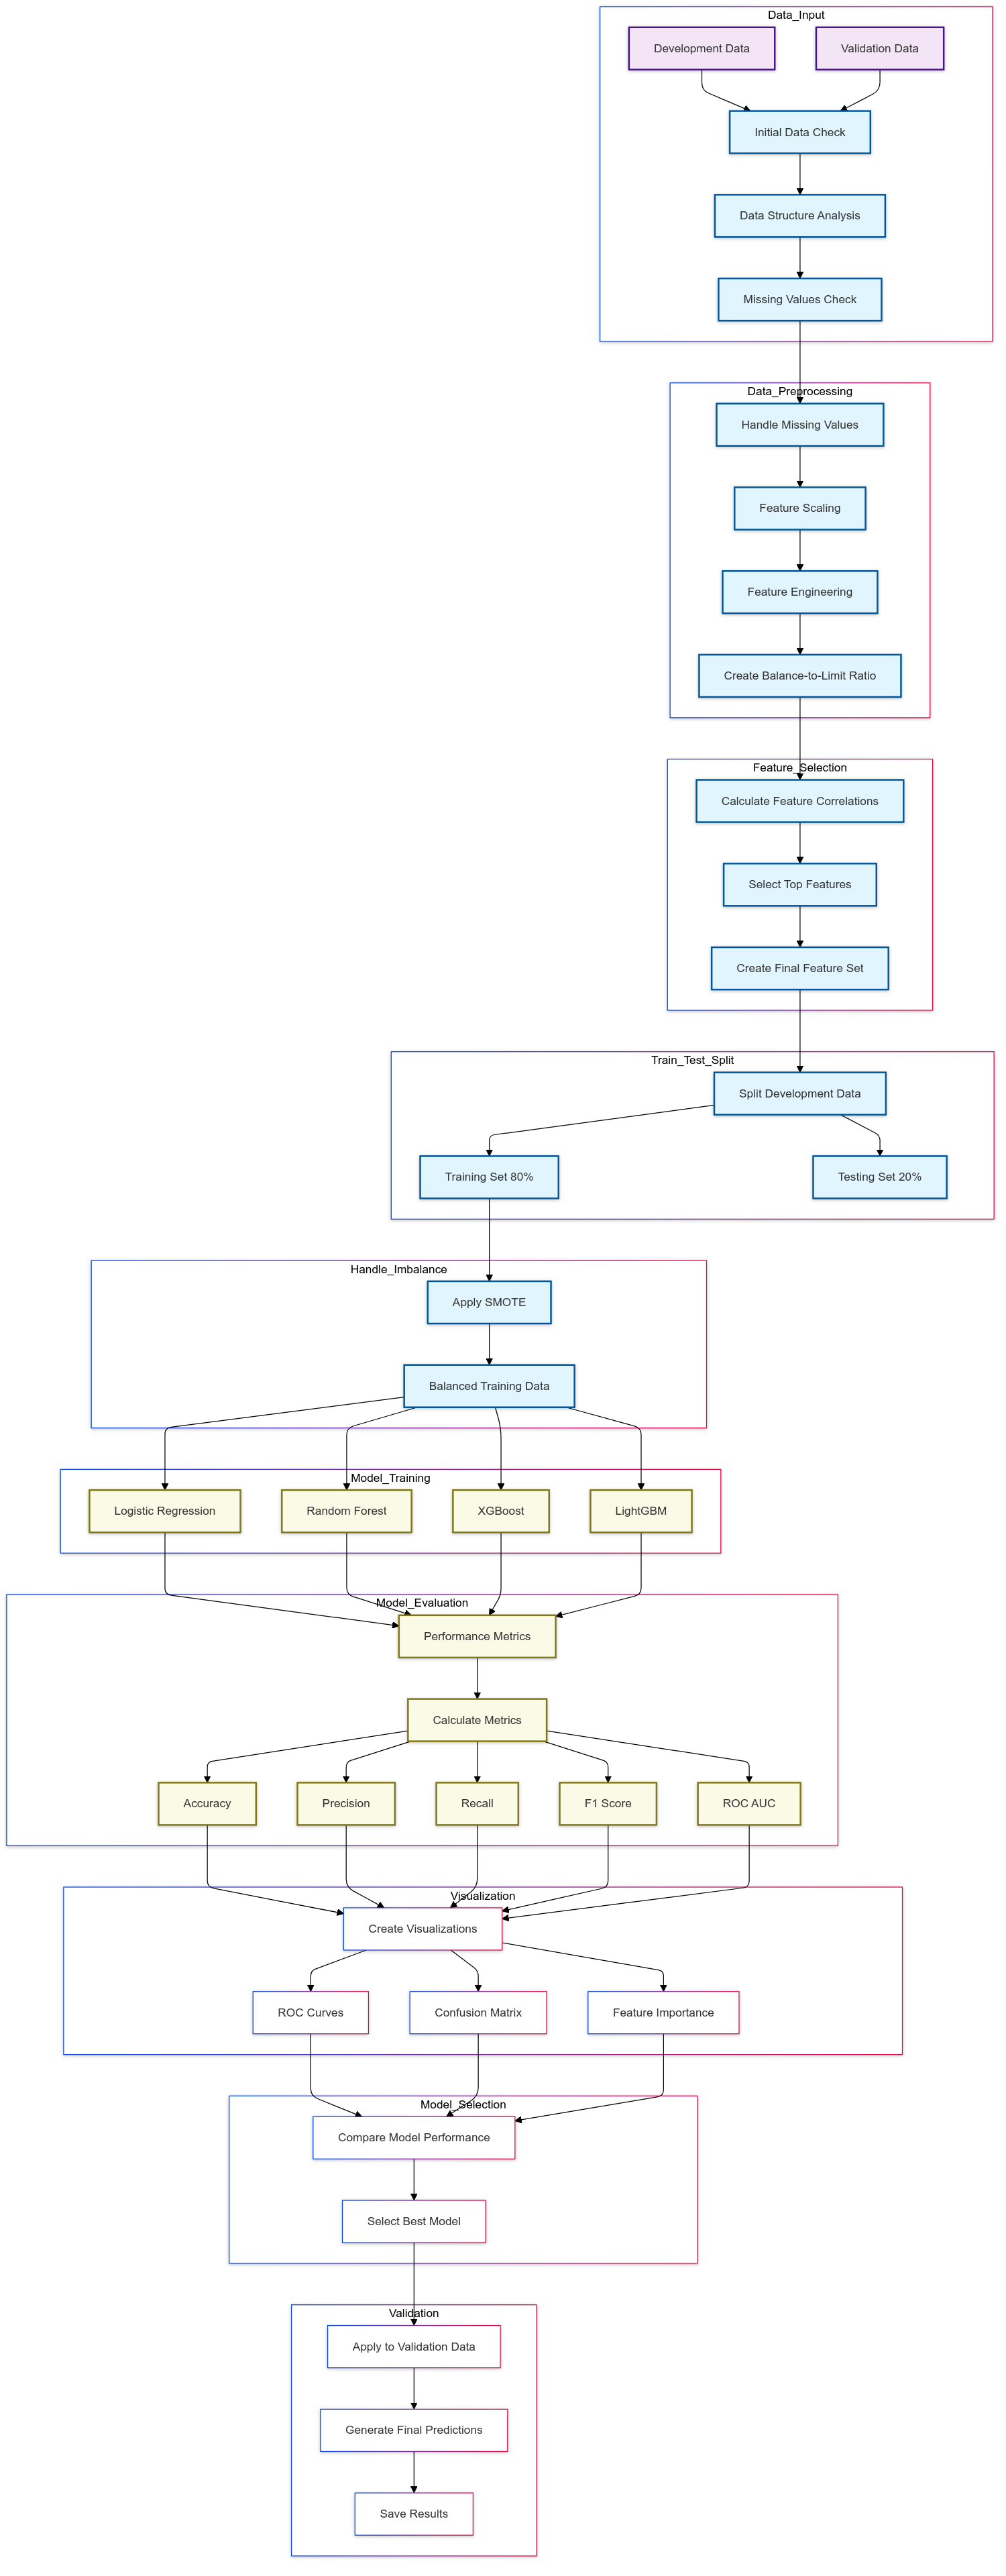 Data_Input
Development Data
Validation Data
Initial Data Check
Data Structure Analysis
Missing Values Check
Data_Preprocessing
Handle Missing Values
Feature Scaling
Feature Engineering
Create Balance-to-Limit Ratio
Feature_Selection
Calculate Feature Correlations
Select Top Features
Create Final Feature Set
Train_Test_Split
Split Development Data
Training Set 80%
Testing Set 20%
Handle_Imbalance
Apply SMOTE
Balanced Training Data
Model_Training
Logistic Regression
Random Forest
XGBoost
LightGBM
Model_Evaluation
Performance Metrics
Calculate Metrics
Accuracy
Precision
Recall
F1 Score
ROC AUC
Visualization
Create Visualizations
ROC Curves
Confusion Matrix
Feature Importance
Model_Selection
Compare Model Performance
Select Best Model
Validation
Apply to Validation Data
Generate Final Predictions
Save Results